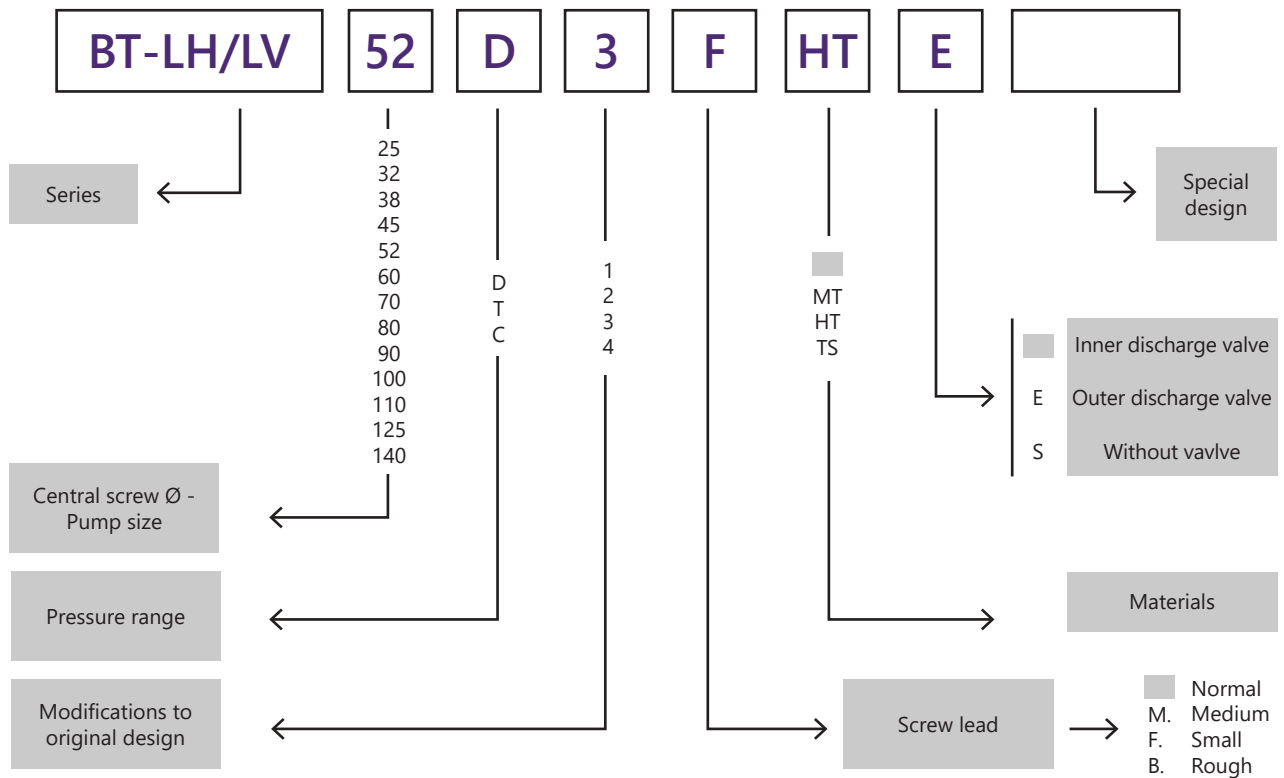 BT-LH/LV 52 D 3 F HT E
Series
25
32
38
45
52
60
70
80
90
100
110
125
140
D
T
C
1
2
3
4
MT
HT
TS
Special
design
Inner discharge valve
E Outer discharge valve
S Without vavlve
Central screw Ø -
Pump size
Pressure range
Materials
Modifications to
original design
Screw lead
Normal
M. Medium
F. Small
B. Rough